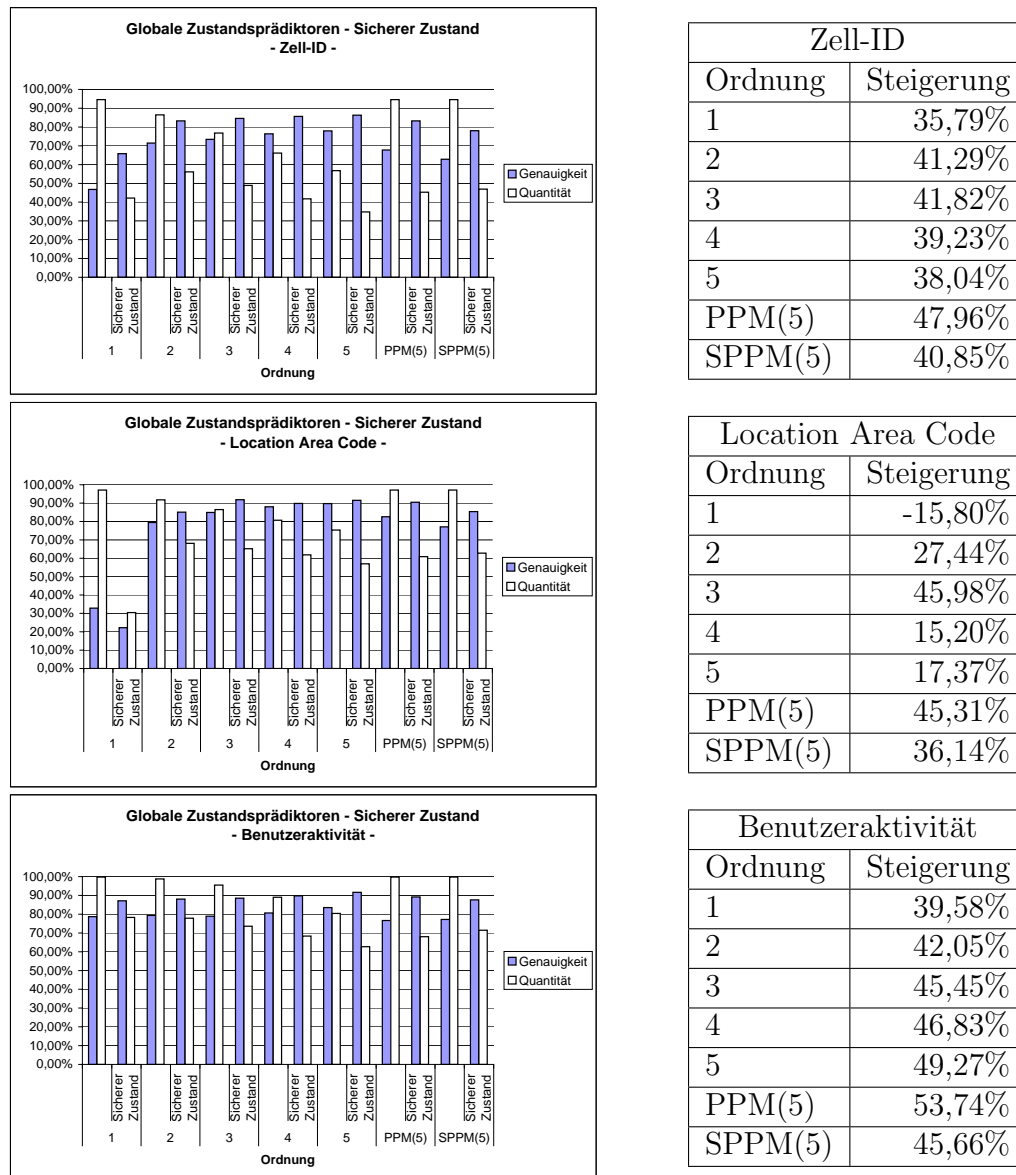 Globale Zustandsprädiktoren - Sicherer Zustand
- Zell-ID -
100,00%
90,00%
80,00%
70,00%
60,00%
50,00%
40,00%
30,00%
20,00%
10,00%
0,00%
Genauigkeit
Quantität
Sicherer Zustand
Sicherer Zustand
Sicherer Zustand
Sicherer Zustand
Sicherer Zustand
Sicherer Zustand
Sicherer Zustand
1 2 3 4 5 PPM(5) SPPM(5)
Ordnung
Zell-ID
Ordnung Steigerung
1 35,79%
2 41,29%
3 41,82%
4 39,23%
5 38,04%
PPM(5) 47,96%
SPPM(5) 40,85%
Globale Zustandsprädiktoren - Sicherer Zustand
- Location Area Code -
100,00%
90,00%
80,00%
70,00%
60,00%
50,00%
40,00%
30,00%
20,00%
10,00%
0,00%
Genauigkeit
Quantität
Sicherer Zustand
Sicherer Zustand
Sicherer Zustand
Sicherer Zustand
Sicherer Zustand
Sicherer Zustand
Sicherer Zustand
1 2 3 4 5 PPM(5) SPPM(5)
Ordnung
Location Area Code
Ordnung Steigerung
1 -15,80%
2 27,44%
3 45,98%
4 15,20%
5 17,37%
PPM(5) 45,31%
SPPM(5) 36,14%
Globale Zustandsprädiktoren - Sicherer Zustand
- Benutzeraktivität -
100,00%
90,00%
80,00%
70,00%
60,00%
50,00%
40,00%
30,00%
20,00%
10,00%
0,00%
Genauigkeit
Quantität
Sicherer Zustand
Sicherer Zustand
Sicherer Zustand
Sicherer Zustand
Sicherer Zustand
Sicherer Zustand
Sicherer Zustand
1 2 3 4 5 PPM(5) SPPM(5)
Ordnung
Benutzeraktivität
Ordnung Steigerung
1 39,58%
2 42,05%
3 45,45%
4 46,83%
5 49,27%
PPM(5) 53,74%
SPPM(5) 45,66%